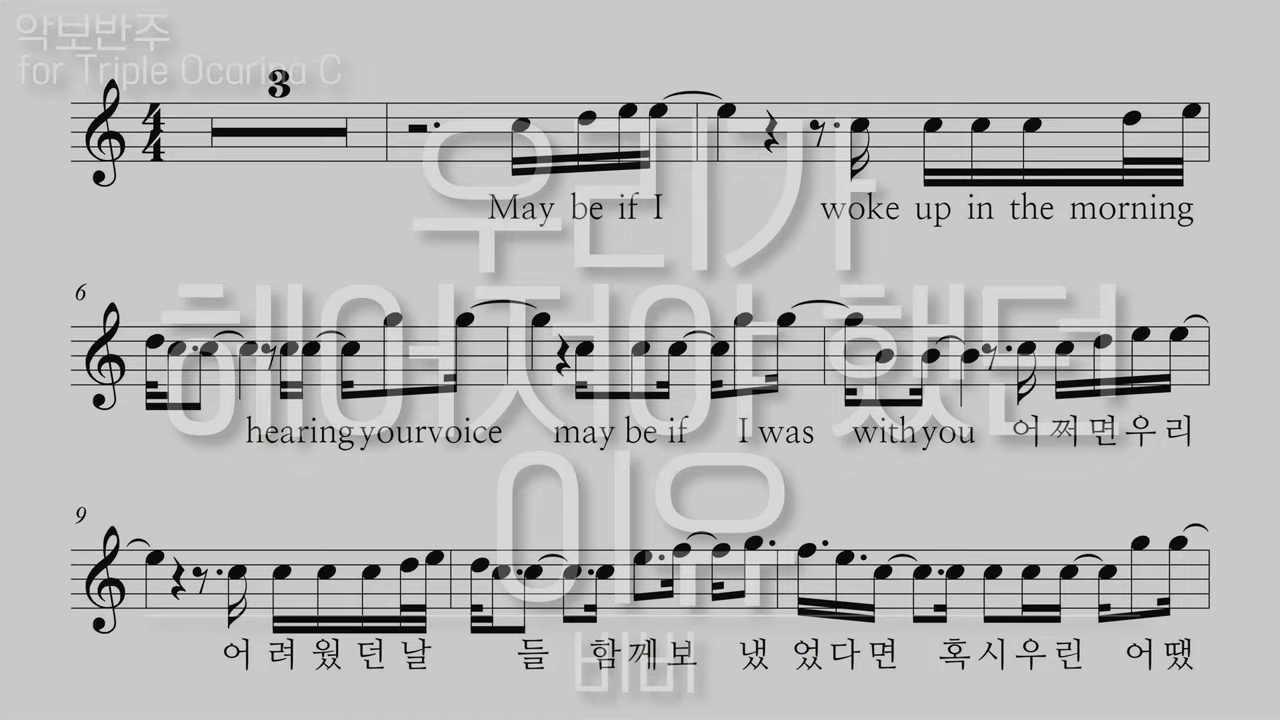 악보반주
for Triple Ocarina C
3
우리가
May be if I woke up in the morning
6
헤어져야 했던
hearing your voice may be if I was with you 어쩌면우리
이유
9
어려웠던날들 함께보냈었다면 혹시우린 어땠
비비